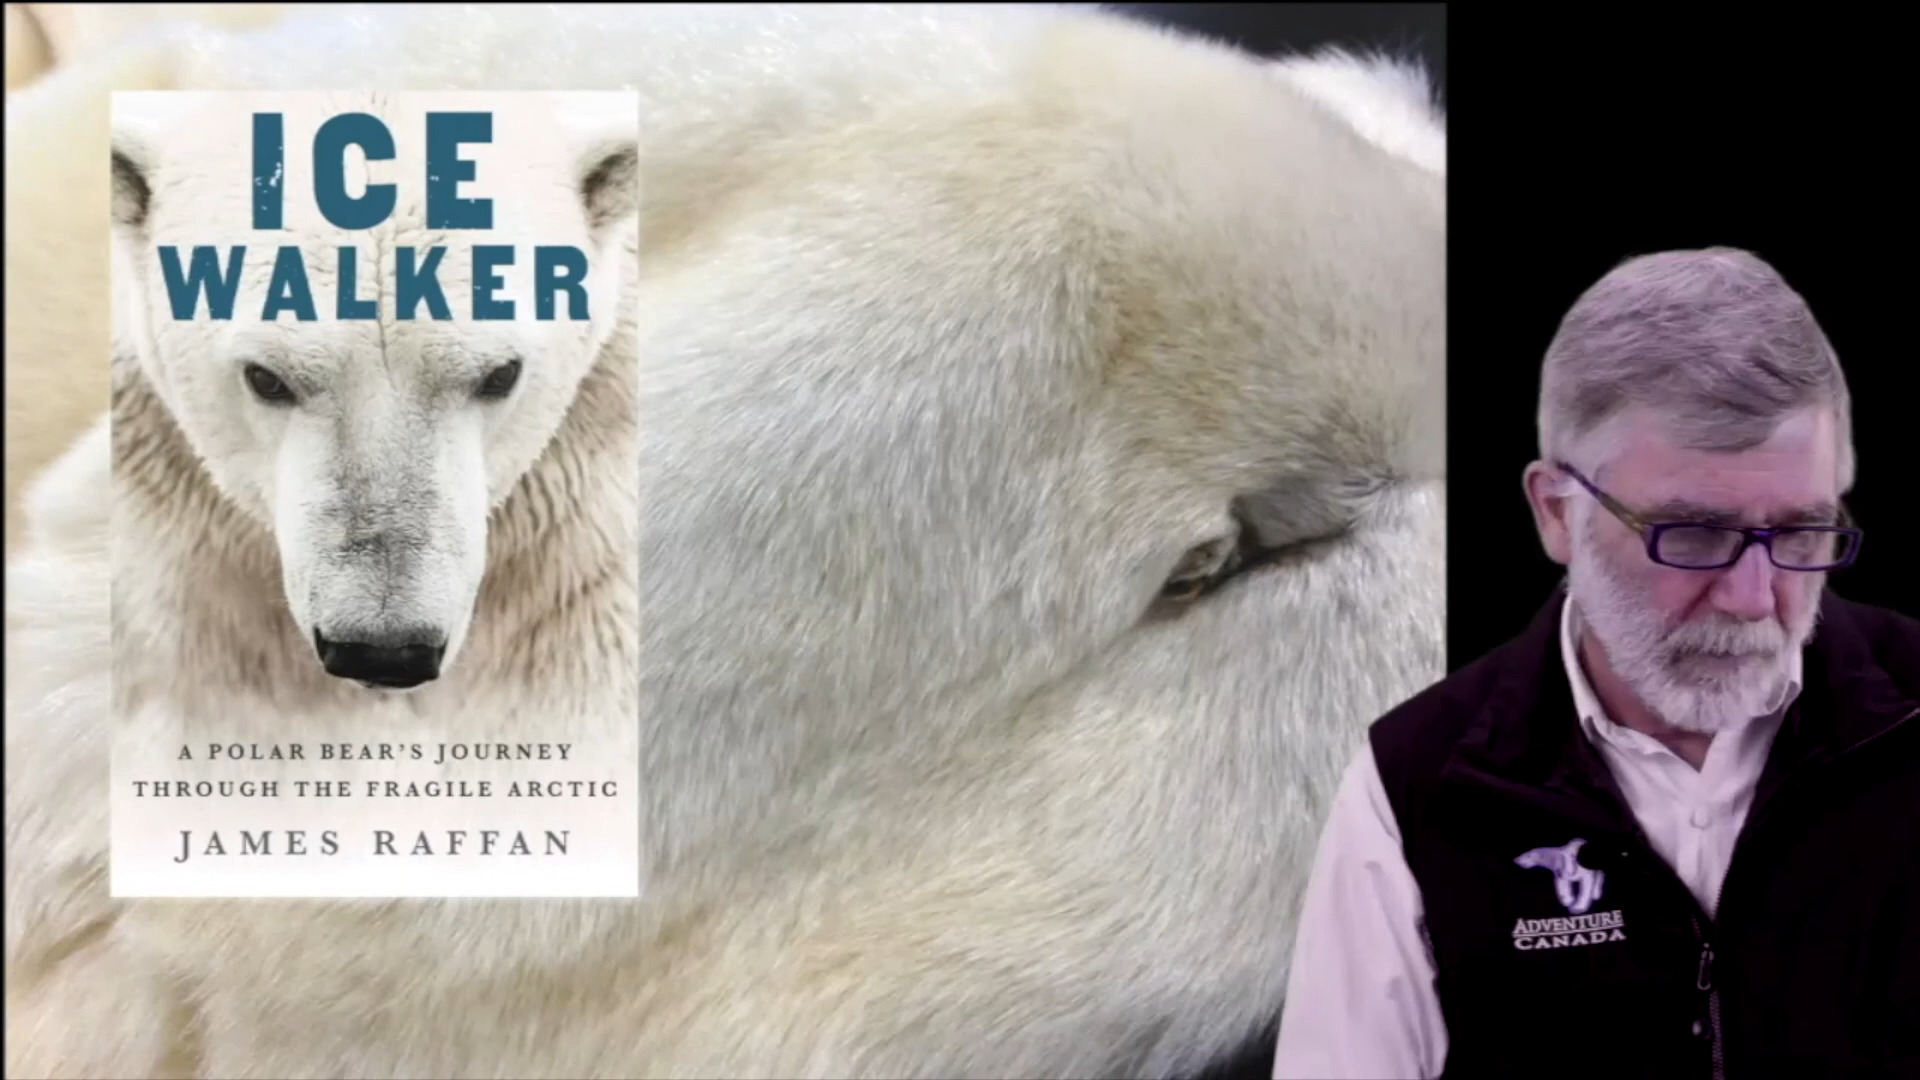 ICE
WALKER
A POLAR BEAR'S JOURNEY
THROUGH THE FRAGILE ARCTIC
JAMES RAFFAN
ADVENTURE
CANADA